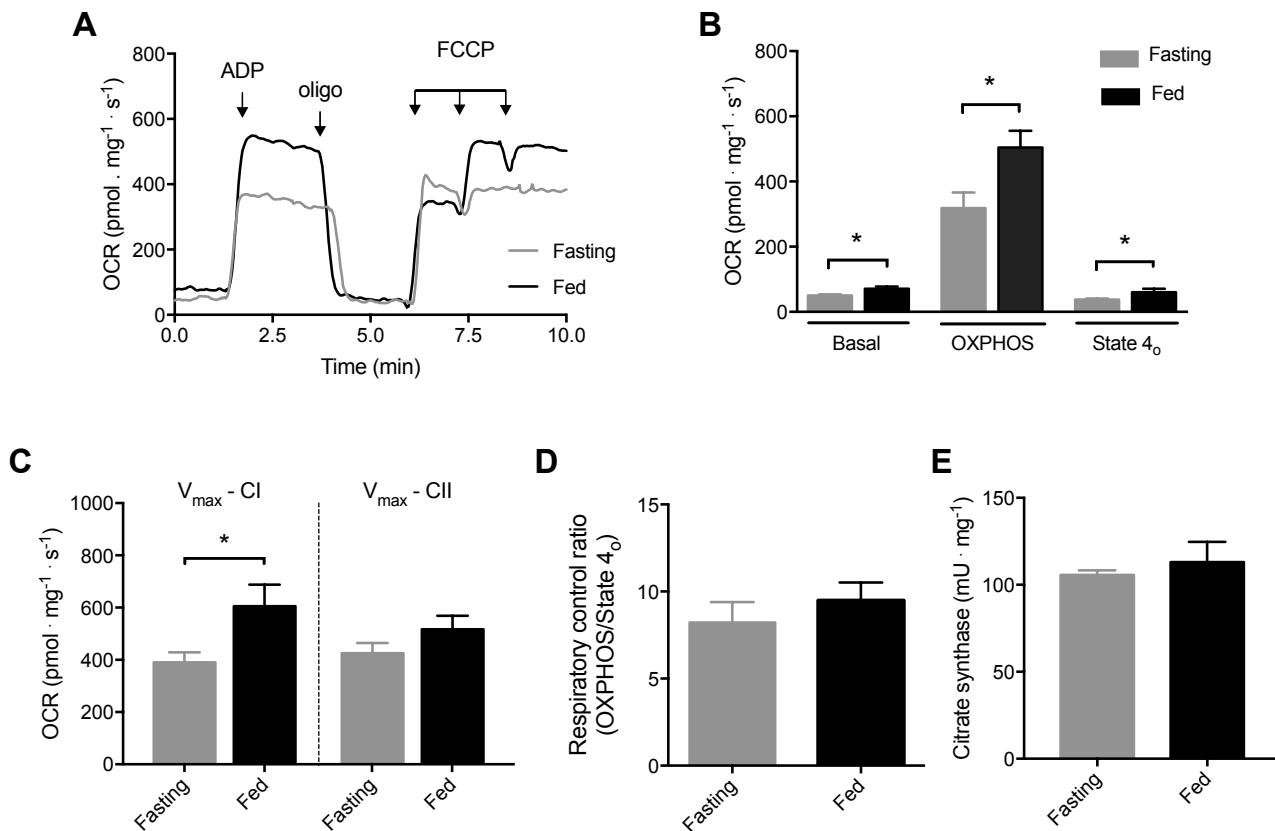 A
800
600
400
200
0
OCR (pmol . mg⁻¹ · s⁻¹)
ADP
oligo
FCCP
Fasting
Fed
0.0
2.5
5.0
7.5
10.0
Time (min)
B
800
600
400
200
0
OCR (pmol · mg⁻¹ · s⁻¹)
Fasting
Fed
*
*
*
Basal
OXPHOS
State 4ₒ
C
Vₘₐₓ - CI
Vₘₐₓ - CII
1000
800
600
400
200
0
OCR (pmol · mg⁻¹ · s⁻¹)
*
Fasting
Fed
Fasting
Fed
D
15
10
5
0
Respiratory control ratio
(OXPHOS/State 4ₒ)
Fasting
Fed
E
150
100
50
0
Citrate synthase (mU · mg⁻¹)
Fasting
Fed